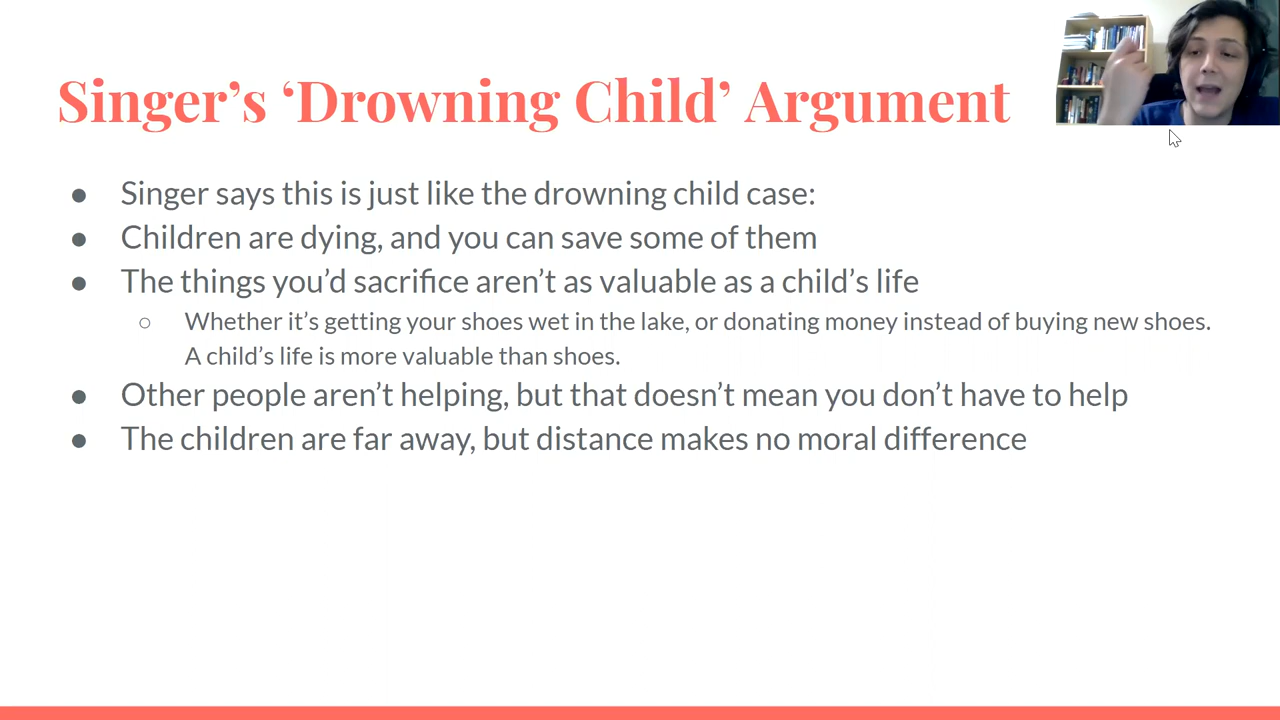 Singer’s ‘Drowning Child’ Argument
● Singer says this is just like the drowning child case:
● Children are dying, and you can save some of them
● The things you’d sacrifice aren’t as valuable as a child’s life
○ Whether it’s getting your shoes wet in the lake, or donating money instead of buying new shoes.
A child’s life is more valuable than shoes.
● Other people aren’t helping, but that doesn’t mean you don’t have to help
● The children are far away, but distance makes no moral difference